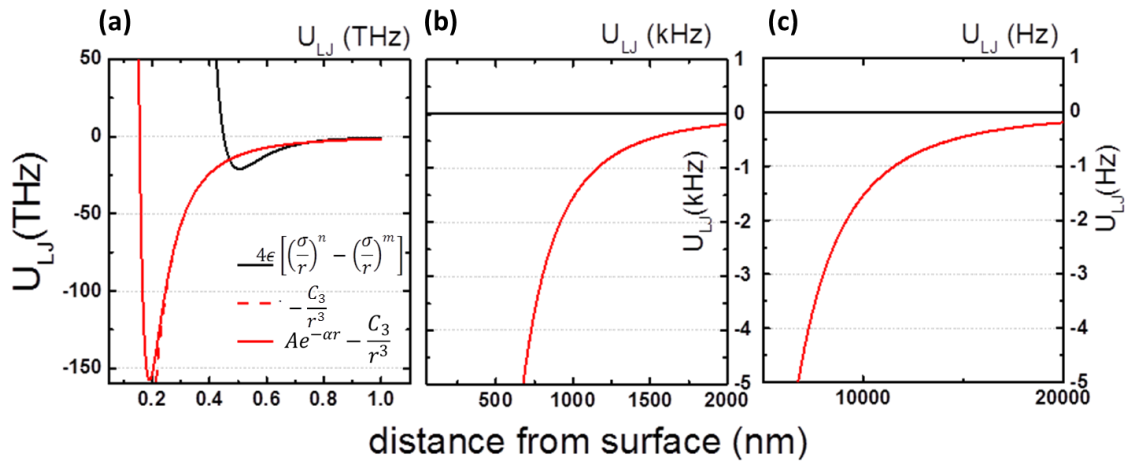 (a)
U_LJ (THz)
50
0
-50
-100
-150
0.2 0.4 0.6 0.8 1.0
U_LJ(THz)
4ϵ[(σ/r)^n − (σ/r)^m]
− C_3/r^3
Ae^{−αr} − C_3/r^3
(b)
U_LJ (kHz)
1
0
-1
-2
-3
-4
-5
500 1000 1500 2000
U_LJ(kHz)
(c)
U_LJ (Hz)
1
0
-1
-2
-3
-4
-5
10000 20000
U_LJ(Hz)
distance from surface (nm)